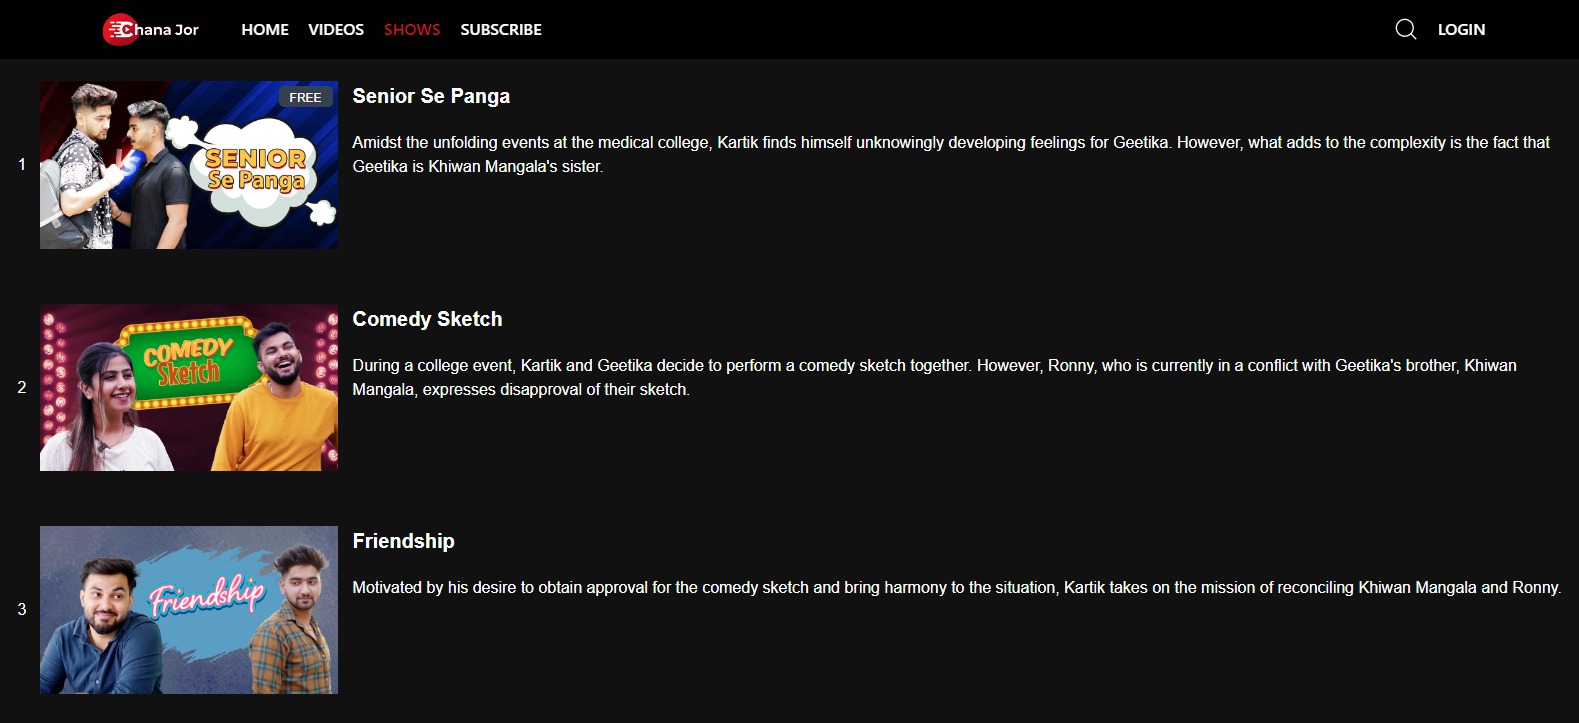 Chana Jor HOME VIDEOS SHOWS SUBSCRIBE LOGIN
FREE
SENIOR
Se Panga
1
Senior Se Panga
Amidst the unfolding events at the medical college, Kartik finds himself unknowingly developing feelings for Geetika. However, what adds to the complexity is the fact that
Geetika is Khiwan Mangala's sister.
COMEDY
Sketch
2
Comedy Sketch
During a college event, Kartik and Geetika decide to perform a comedy sketch together. However, Ronny, who is currently in a conflict with Geetika's brother, Khiwan
Mangala, expresses disapproval of their sketch.
Friendship
3
Friendship
Motivated by his desire to obtain approval for the comedy sketch and bring harmony to the situation, Kartik takes on the mission of reconciling Khiwan Mangala and Ronny.